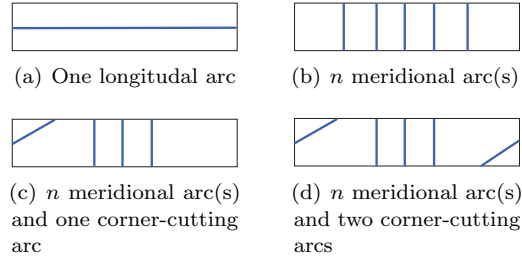 (a) One longitudal arc
(b) n meridional arc(s)
(c) n meridional arc(s)
and one corner-cutting
arc
(d) n meridional arc(s)
and two corner-cutting
arcs